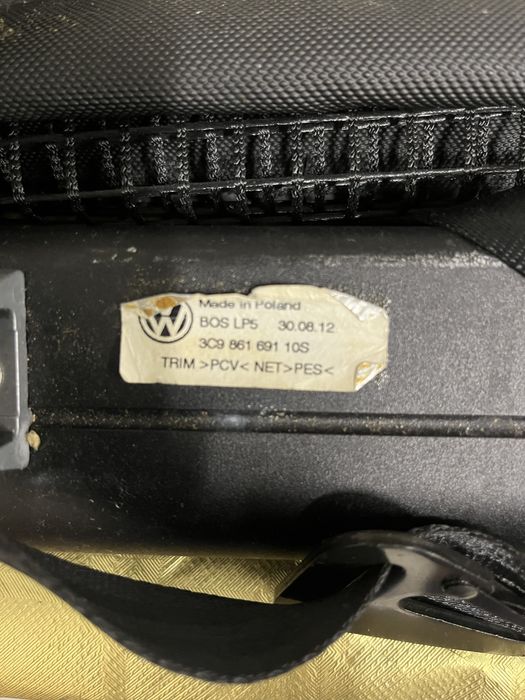 Made in Poland
BOS LP5 30.08.12
3C9 861 691 10S
TRIM >PCV< NET>PES<